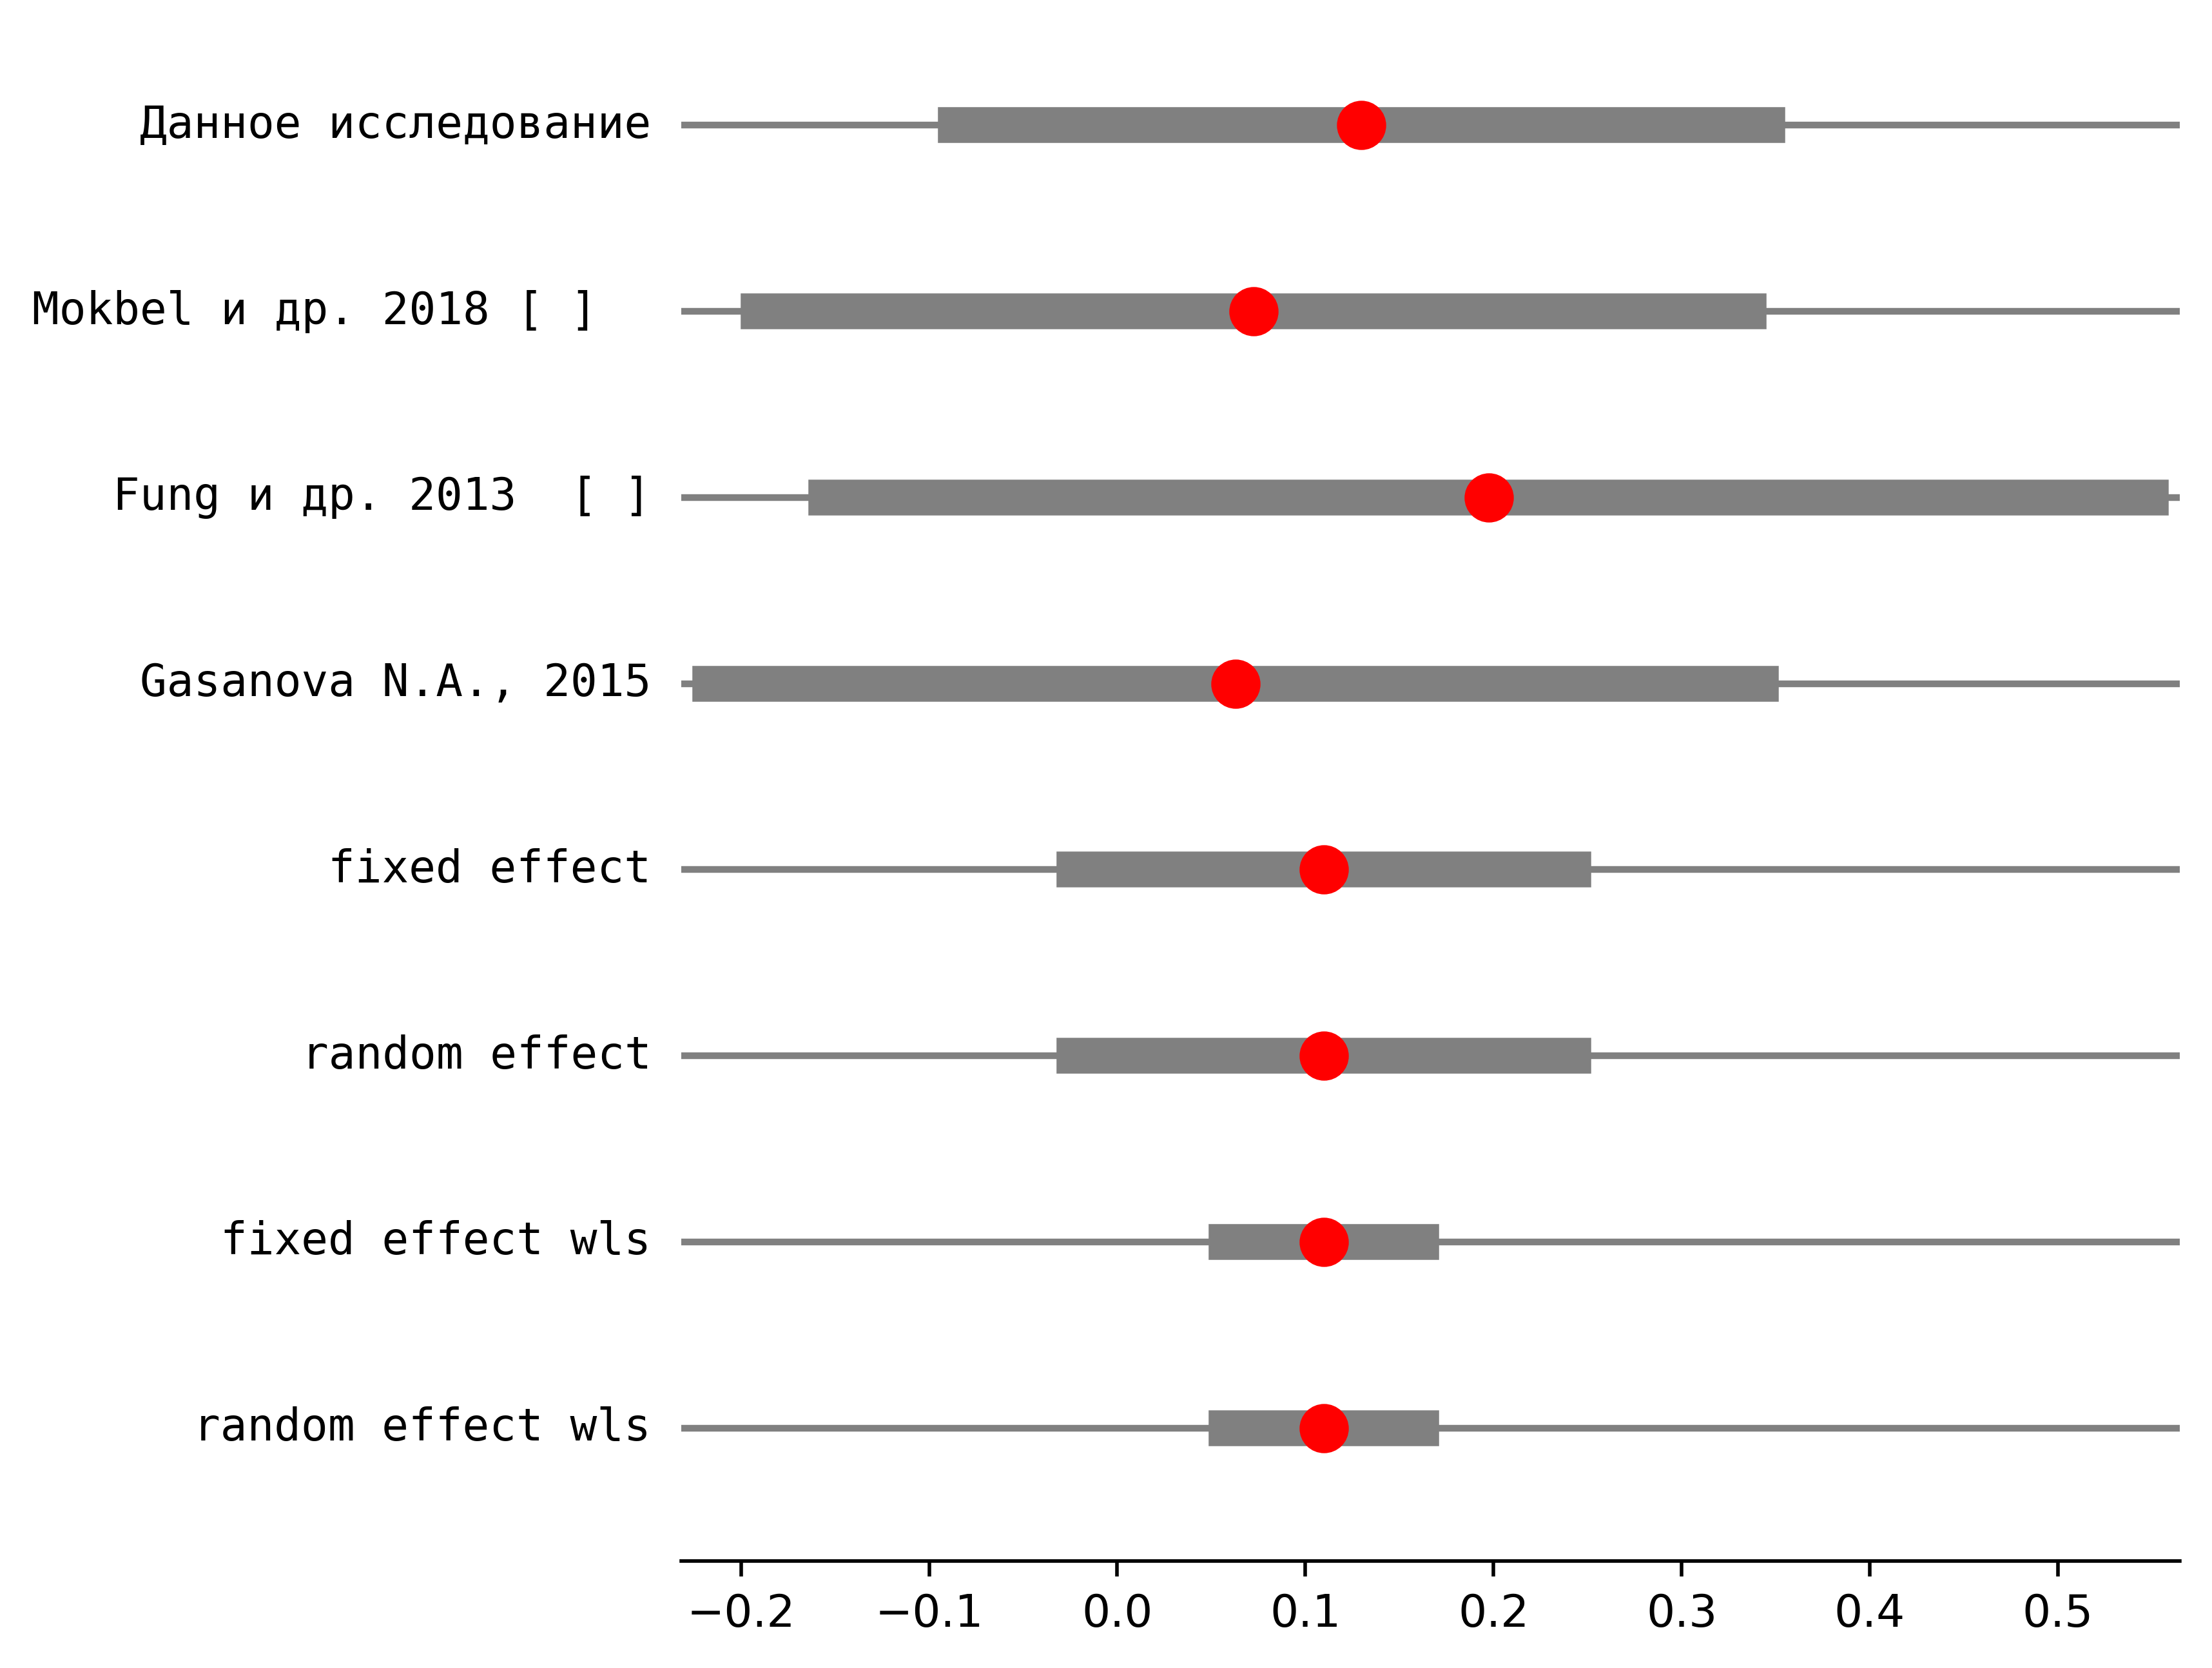 Данное исследование
Mokbel и др. 2018 [ ]
Fung и др. 2013  [ ]
Gasanova N.A., 2015
fixed effect
random effect
fixed effect wls
random effect wls
−0.2 −0.1 0.0 0.1 0.2 0.3 0.4 0.5